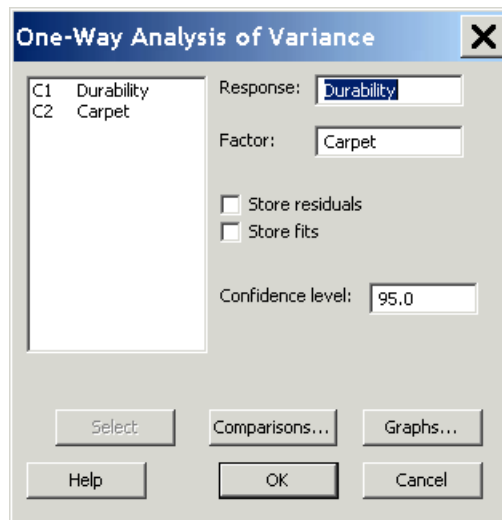 One-Way Analysis of Variance
C1 Durability
C2 Carpet
Response: Durability
Factor: Carpet
Store residuals
Store fits
Confidence level: 95.0
Select
Comparisons...
Graphs...
Help
OK
Cancel